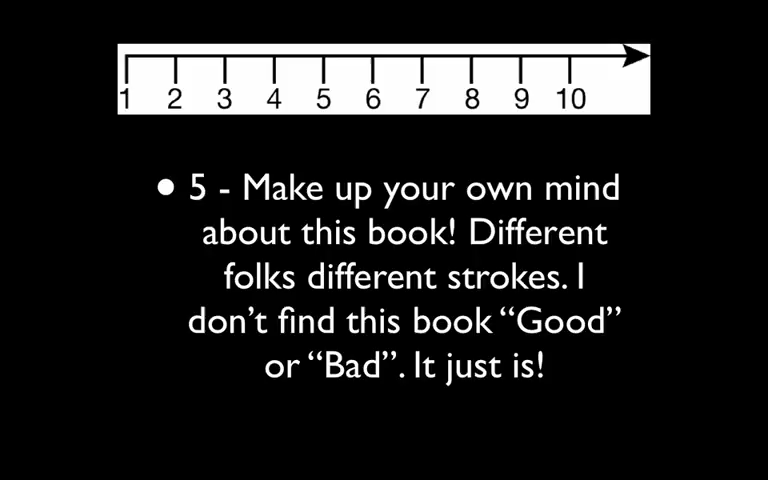 1 2 3 4 5 6 7 8 9 10
• 5 - Make up your own mind
about this book! Different
folks different strokes. I
don’t find this book “Good”
or “Bad”. It just is!